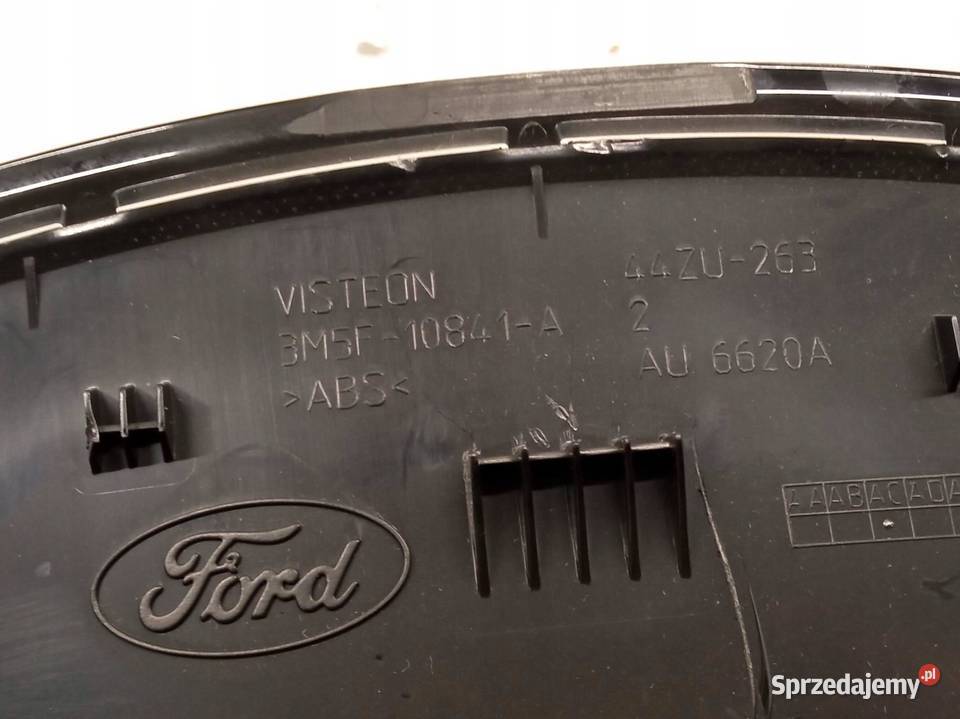 VISTEON
3M5F-10841-A
>ABS<
44ZU-263
2
AU 6620A
AA AB AC AD A
Ford
Sprzedajemy.pl